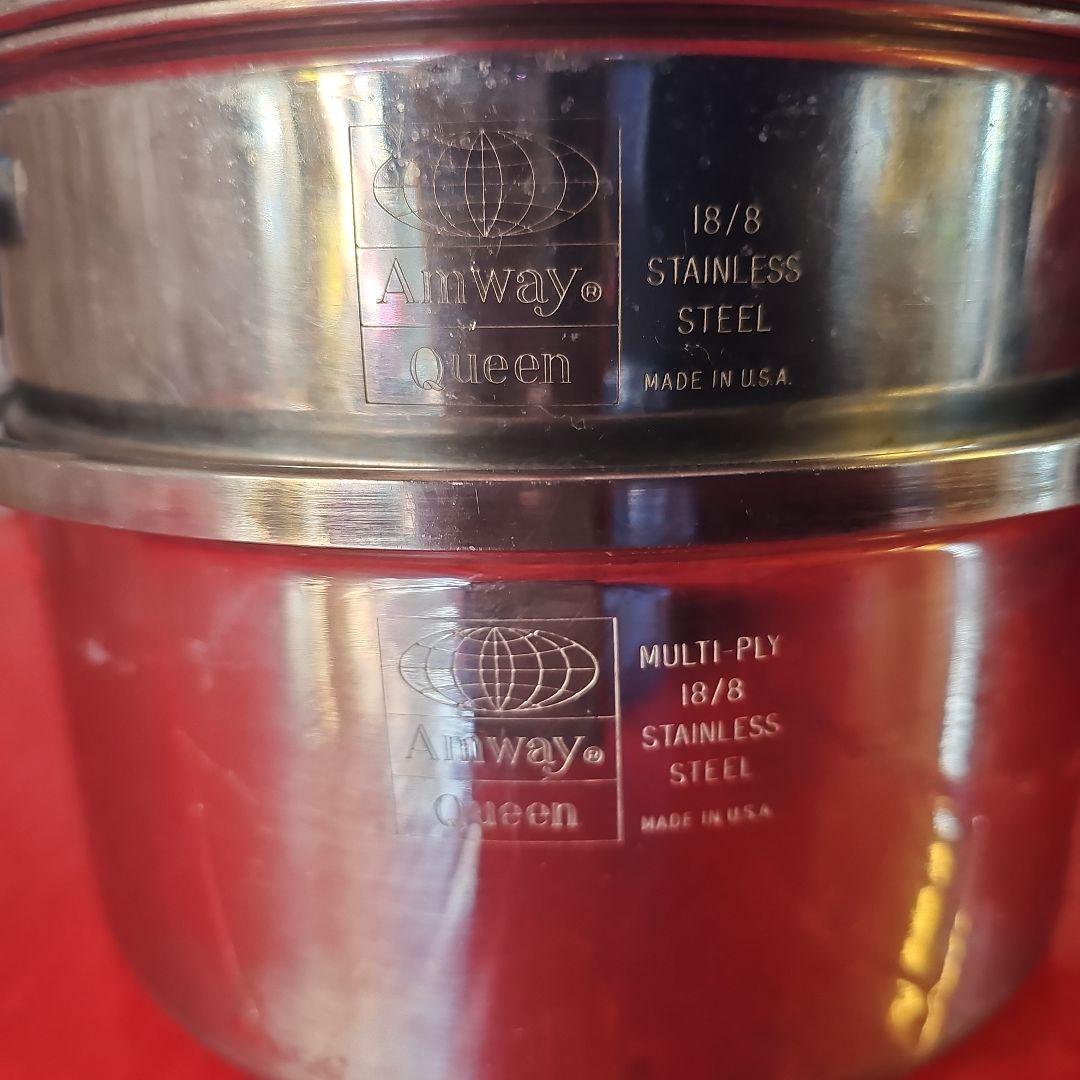 Amway®
Queen
18/8
STAINLESS
STEEL
MADE IN U.S.A.
Amway®
Queen
MULTI-PLY
18/8
STAINLESS
STEEL
MADE IN U.S.A.